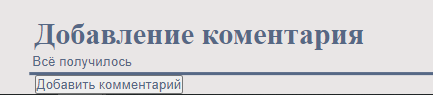 Добавление коментария
Всё получилось
Добавить комментарий